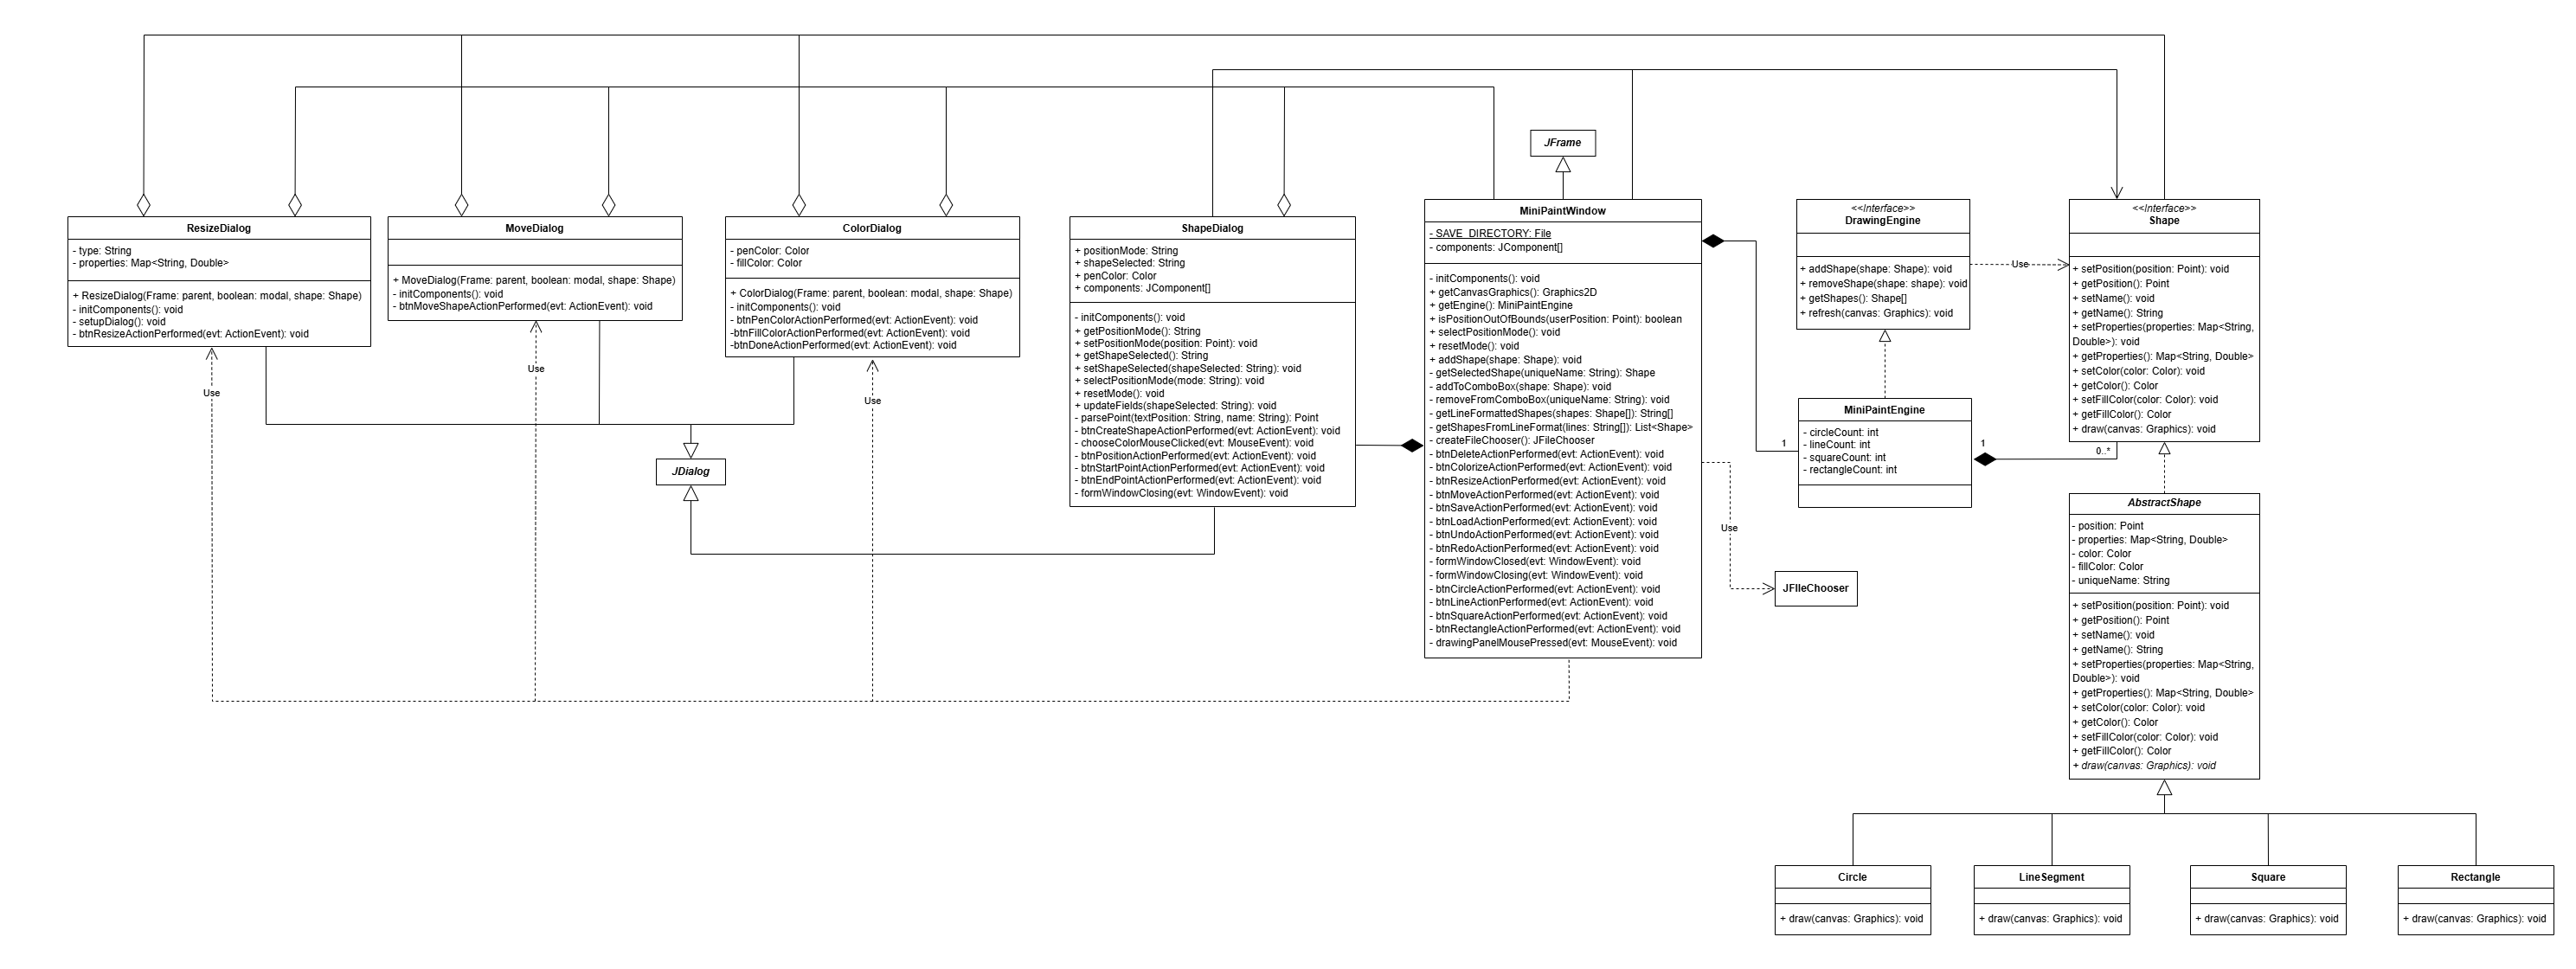 JFrame
ResizeDialog
- type: String
- properties: Map<String, Double>
+ ResizeDialog(Frame: parent, boolean: modal, shape: Shape)
- initComponents(): void
- setupDialog(): void
- btnResizeActionPerformed(evt: ActionEvent): void
MoveDialog
+ MoveDialog(Frame: parent, boolean: modal, shape: Shape)
- initComponents(): void
- btnMoveShapeActionPerformed(evt: ActionEvent): void
ColorDialog
- penColor: Color
- fillColor: Color
+ ColorDialog(Frame: parent, boolean: modal, shape: Shape)
- initComponents(): void
- btnPenColorActionPerformed(evt: ActionEvent): void
-btnFillColorActionPerformed(evt: ActionEvent): void
-btnDoneActionPerformed(evt: ActionEvent): void
ShapeDialog
+ positionMode: String
+ shapeSelected: String
+ penColor: Color
+ components: JComponent[]
- initComponents(): void
+ getPositionMode(): String
+ setPositionMode(position: Point): void
+ getShapeSelected(): String
+ setShapeSelected(shapeSelected: String): void
+ selectPositionMode(mode: String): void
+ resetMode(): void
+ updateFields(shapeSelected: String): void
- parsePoint(textPosition: String, name: String): Point
- btnCreateShapeActionPerformed(evt: ActionEvent): void
- chooseColorMouseClicked(evt: MouseEvent): void
- btnPositionActionPerformed(evt: ActionEvent): void
- btnStartPointActionPerformed(evt: ActionEvent): void
- btnEndPointActionPerformed(evt: ActionEvent): void
- formWindowClosing(evt: WindowEvent): void
MiniPaintWindow
- SAVE_DIRECTORY: File
- components: JComponent[]
- initComponents(): void
+ getCanvasGraphics(): Graphics2D
+ getEngine(): MiniPaintEngine
+ isPositionOutOfBounds(userPosition: Point): boolean
+ selectPositionMode(): void
+ resetMode(): void
+ addShape(shape: Shape): void
- getSelectedShape(uniqueName: String): Shape
- addToComboBox(shape: Shape): void
- removeFromComboBox(uniqueName: String): void
- getLineFormattedShapes(shapes: Shape[]): String[]
- getShapesFromLineFormat(lines: String[]): List<Shape>
- createFileChooser(): JFileChooser
- btnDeleteActionPerformed(evt: ActionEvent): void
- btnColorizeActionPerformed(evt: ActionEvent): void
- btnResizeActionPerformed(evt: ActionEvent): void
- btnMoveActionPerformed(evt: ActionEvent): void
- btnSaveActionPerformed(evt: ActionEvent): void
- btnLoadActionPerformed(evt: ActionEvent): void
- btnUndoActionPerformed(evt: ActionEvent): void
- btnRedoActionPerformed(evt: ActionEvent): void
- formWindowClosed(evt: WindowEvent): void
- formWindowClosing(evt: WindowEvent): void
- btnCircleActionPerformed(evt: ActionEvent): void
- btnLineActionPerformed(evt: ActionEvent): void
- btnSquareActionPerformed(evt: ActionEvent): void
- btnRectangleActionPerformed(evt: ActionEvent): void
- drawingPanelMousePressed(evt: MouseEvent): void
<<Interface>>
DrawingEngine
+ addShape(shape: Shape): void
+ removeShape(shape: shape): void
+ getShapes(): Shape[]
+ refresh(canvas: Graphics): void
Use
<<Interface>>
Shape
+ setPosition(position: Point): void
+ getPosition(): Point
+ setName(): void
+ getName(): String
+ setProperties(properties: Map<String,
Double>): void
+ getProperties(): Map<String, Double>
+ setColor(color: Color): void
+ getColor(): Color
+ setFillColor(color: Color): void
+ getFillColor(): Color
+ draw(canvas: Graphics): void
Use
Use
Use
JDialog
1
MiniPaintEngine
- circleCount: int
- lineCount: int
- squareCount: int
- rectangleCount: int
1
0..*
Use
JFIleChooser
AbstractShape
- position: Point
- properties: Map<String, Double>
- color: Color
- fillColor: Color
- uniqueName: String
+ setPosition(position: Point): void
+ getPosition(): Point
+ setName(): void
+ getName(): String
+ setProperties(properties: Map<String,
Double>): void
+ getProperties(): Map<String, Double>
+ setColor(color: Color): void
+ getColor(): Color
+ setFillColor(color: Color): void
+ getFillColor(): Color
+ draw(canvas: Graphics): void
Circle
+ draw(canvas: Graphics): void
LineSegment
+ draw(canvas: Graphics): void
Square
+ draw(canvas: Graphics): void
Rectangle
+ draw(canvas: Graphics): void